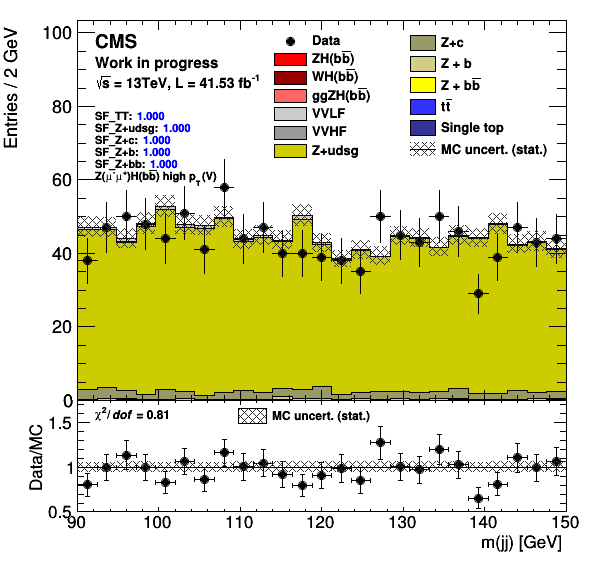 CMS
Work in progress
√s = 13TeV, L = 41.53 fb⁻¹
SF_TT: 1.000
SF_Z+udsg: 1.000
SF_Z+c: 1.000
SF_Z+b: 1.000
SF_Z+bb: 1.000
Z(μ⁻μ⁺)H(bb̅) high p_T(V)
Data
ZH(bb̅)
WH(bb̅)
ggZH(bb̅)
VVLF
VVHF
Z+udsg
Z+c
Z + b
Z + bb̅
tt̅
Single top
MC uncert. (stat.)
Entries / 2 GeV
100
80
60
40
20
0
χ²/ dof = 0.81
MC uncert. (stat.)
Data/MC
1.5
1
0.5
90 100 110 120 130 140 150
m(jj) [GeV]